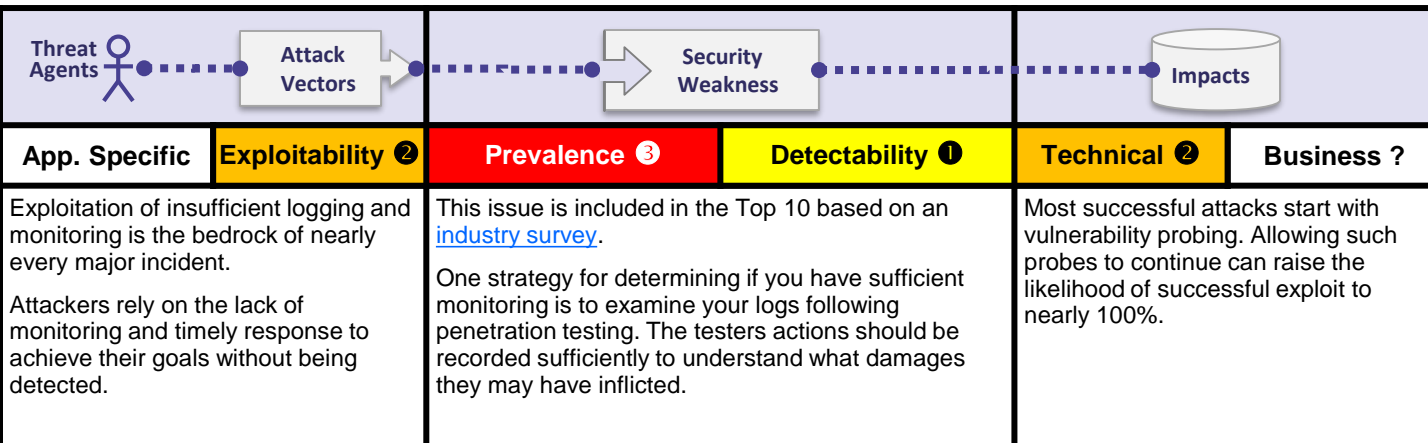 Threat
Agents
Attack
Vectors
Security
Weakness
Impacts
App. Specific
Exploitability ❷
Prevalence ❸
Detectability ❶
Technical ❷
Business ?
Exploitation of insufficient logging and
monitoring is the bedrock of nearly
every major incident.
Attackers rely on the lack of
monitoring and timely response to
achieve their goals without being
detected.
This issue is included in the Top 10 based on an
industry survey.
One strategy for determining if you have sufficient
monitoring is to examine your logs following
penetration testing. The testers actions should be
recorded sufficiently to understand what damages
they may have inflicted.
Most successful attacks start with
vulnerability probing. Allowing such
probes to continue can raise the
likelihood of successful exploit to
nearly 100%.